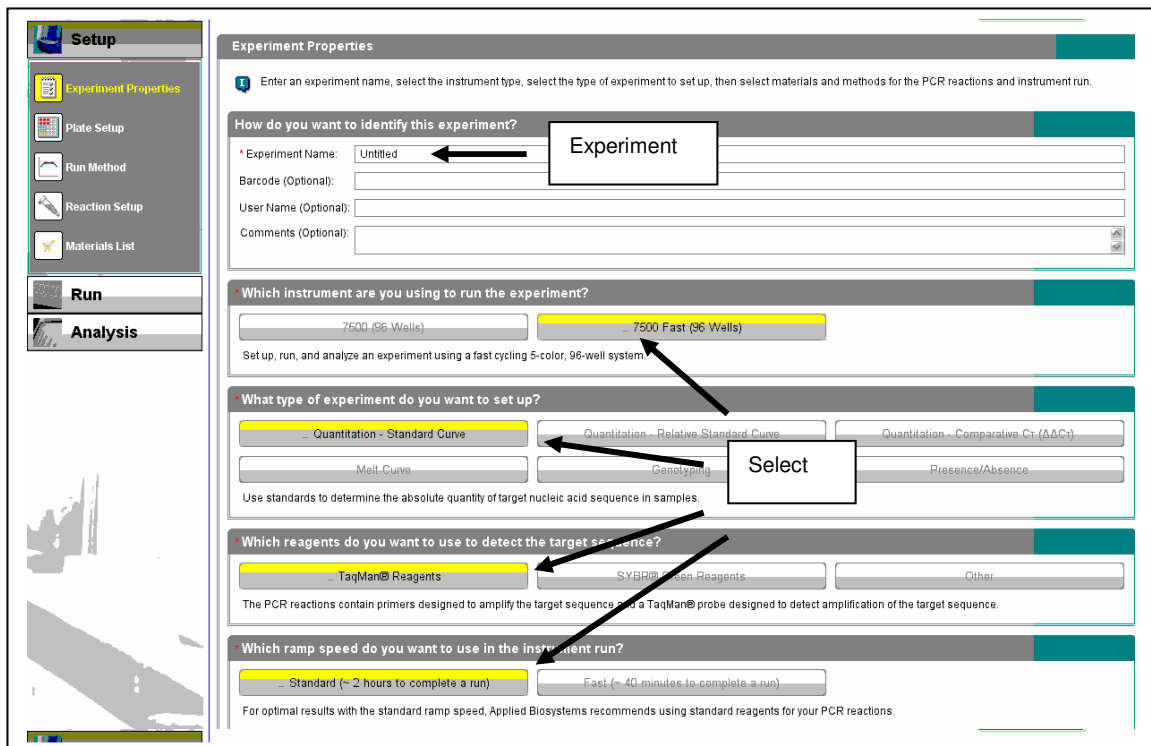 Setup
Experiment Properties
Plate Setup
Run Method
Reaction Setup
Materials List
Run
Analysis
Experiment Properties
Enter an experiment name, select the instrument type, select the type of experiment to set up, then select materials and methods for the PCR reactions and instrument run.
How do you want to identify this experiment?
* Experiment Name: Untitled
Experiment
Barcode (Optional):
User Name (Optional):
Comments (Optional):
* Which instrument are you using to run the experiment?
7500 (96 Wells) 7500 Fast (96 Wells)
Set up, run, and analyze an experiment using a fast cycling 5-color, 96-well system.
* What type of experiment do you want to set up?
Quantitation - Standard Curve Quantitation - Relative Standard Curve Quantitation - Comparative CT (ΔΔCT)
Melt Curve Genotyping Presence/Absence
Select
Use standards to determine the absolute quantity of target nucleic acid sequence in samples.
* Which reagents do you want to use to detect the target sequence?
TaqMan® Reagents SYBR® Green Reagents Other
The PCR reactions contain primers designed to amplify the target sequence and a TaqMan® probe designed to detect amplification of the target sequence.
* Which ramp speed do you want to use in the instrument run?
Standard (~ 2 hours to complete a run) Fast (~ 40 minutes to complete a run)
For optimal results with the standard ramp speed, Applied Biosystems recommends using standard reagents for your PCR reactions.